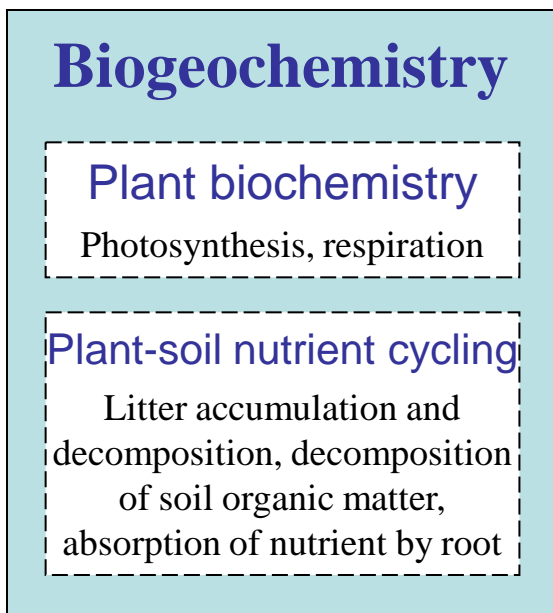 Biogeochemistry
Plant biochemistry
Photosynthesis, respiration
Plant-soil nutrient cycling
Litter accumulation and
decomposition, decomposition
of soil organic matter,
absorption of nutrient by root